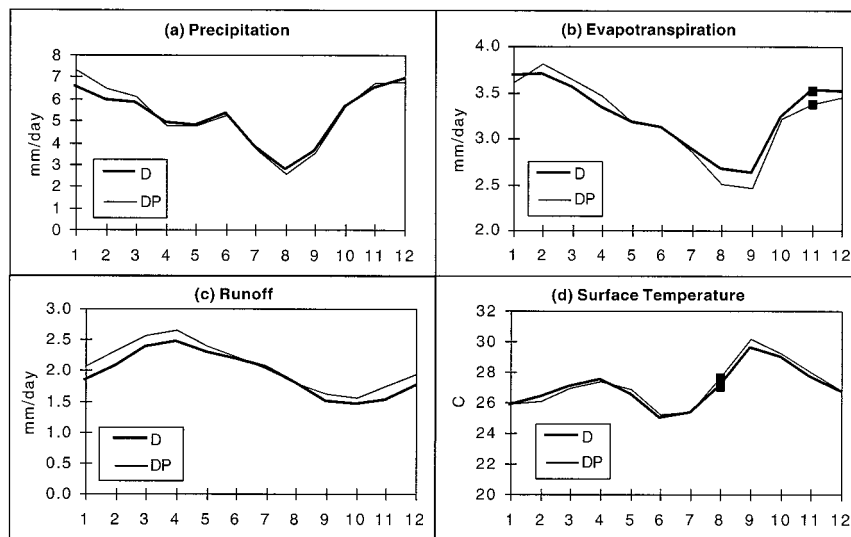 (a) Precipitation
8
7
6
5
4
3
2
1
0
mm/day
D
DP
1 2 3 4 5 6 7 8 9 10 11 12
(b) Evapotranspiration
4.0
3.5
3.0
2.5
2.0
mm/day
D
DP
1 2 3 4 5 6 7 8 9 10 11 12
(c) Runoff
3.0
2.5
2.0
1.5
1.0
0.5
0.0
mm/day
D
DP
1 2 3 4 5 6 7 8 9 10 11 12
(d) Surface Temperature
32
30
28
26
24
22
20
C
D
DP
1 2 3 4 5 6 7 8 9 10 11 12